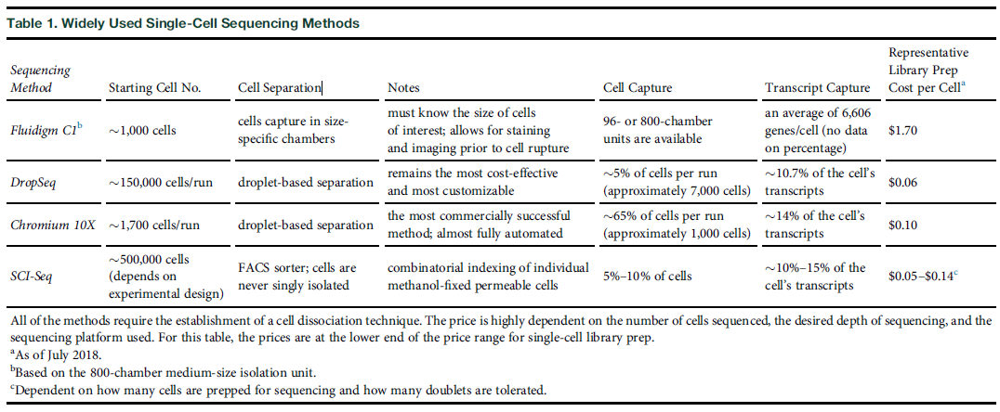 Table 1. Widely Used Single-Cell Sequencing Methods
Sequencing Method Starting Cell No. Cell Separation Notes Cell Capture Transcript Capture Representative Library Prep Cost per Cellᵃ
Fluidigm C1ᵇ ∼1,000 cells cells capture in size-specific chambers must know the size of cells of interest; allows for staining and imaging prior to cell rupture 96- or 800-chamber units are available an average of 6,606 genes/cell (no data on percentage) $1.70
DropSeq ∼150,000 cells/run droplet-based separation remains the most cost-effective and most customizable ∼5% of cells per run (approximately 7,000 cells) ∼10.7% of the cell's transcripts $0.06
Chromium 10X ∼1,700 cells/run droplet-based separation the most commercially successful method; almost fully automated ∼65% of cells per run (approximately 1,000 cells) ∼14% of the cell's transcripts $0.10
SCI-Seq ∼500,000 cells (depends on experimental design) FACS sorter; cells are never singly isolated combinatorial indexing of individual methanol-fixed permeable cells 5%–10% of cells ∼10%–15% of the cell's transcripts $0.05–$0.14ᶜ
All of the methods require the establishment of a cell dissociation technique. The price is highly dependent on the number of cells sequenced, the desired depth of sequencing, and the
sequencing platform used. For this table, the prices are at the lower end of the price range for single-cell library prep.
ᵃAs of July 2018.
ᵇBased on the 800-chamber medium-size isolation unit.
ᶜDependent on how many cells are prepped for sequencing and how many doublets are tolerated.